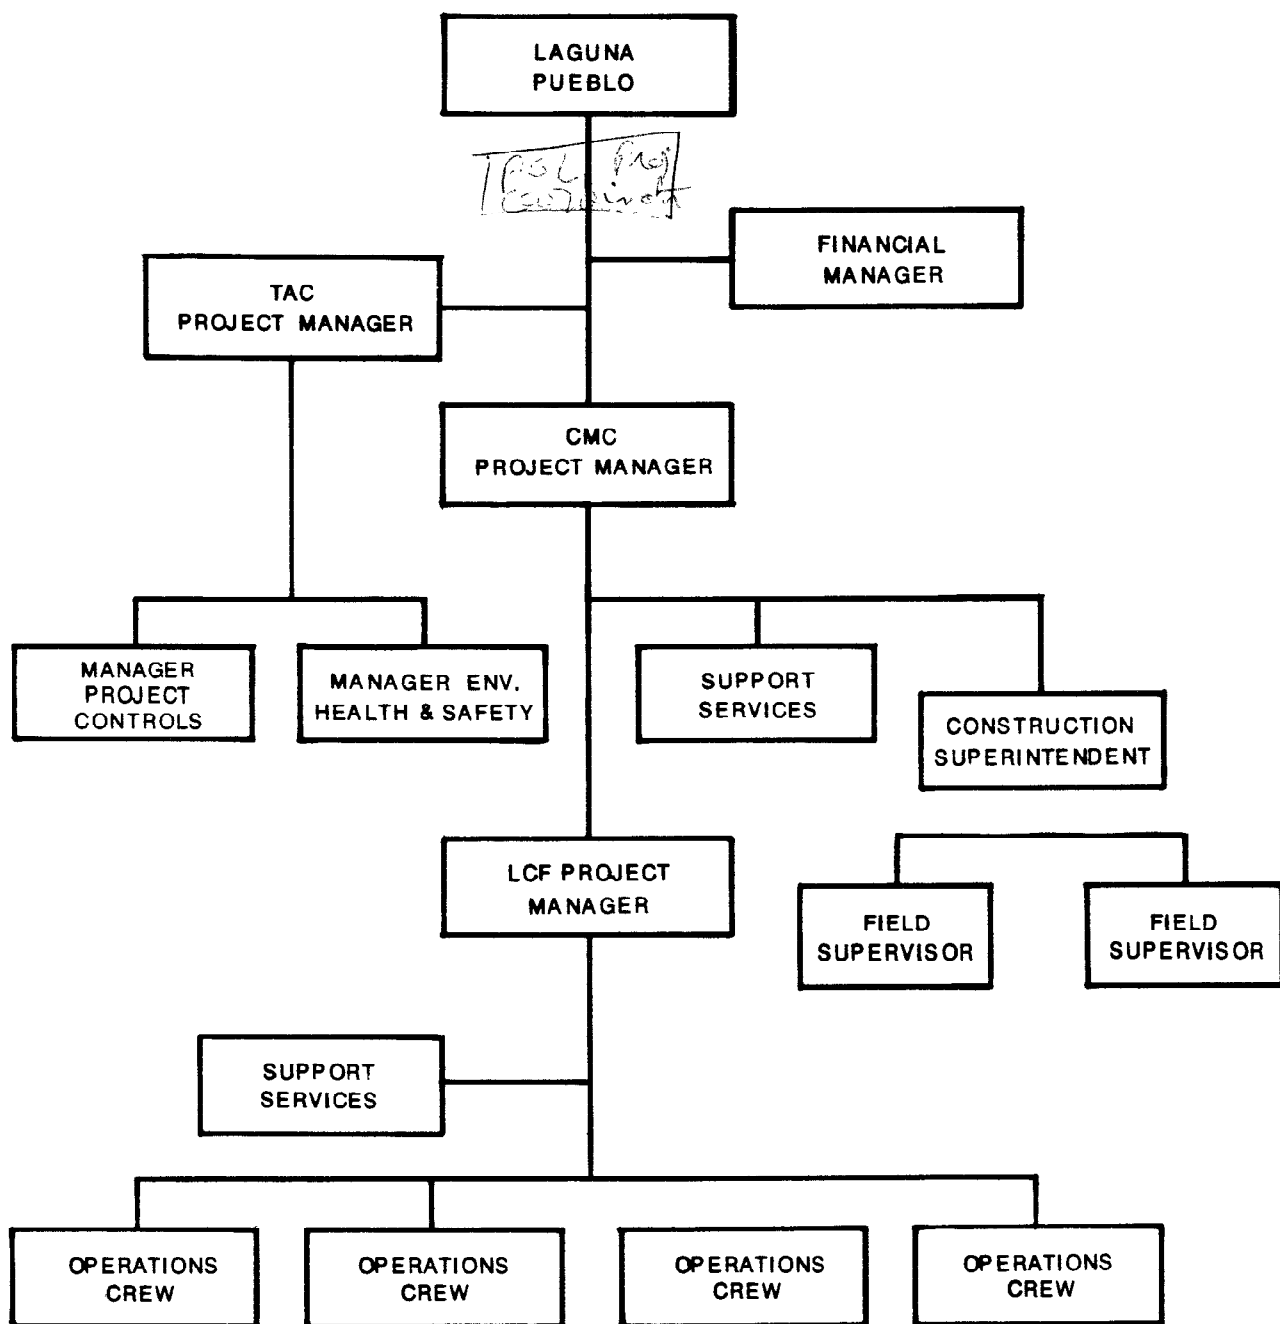 LAGUNA
PUEBLO
Proj
FINANCIAL
MANAGER
TAC
PROJECT MANAGER
CMC
PROJECT MANAGER
MANAGER
PROJECT
CONTROLS
MANAGER ENV.
HEALTH & SAFETY
SUPPORT
SERVICES
CONSTRUCTION
SUPERINTENDENT
LCF PROJECT
MANAGER
FIELD
SUPERVISOR
FIELD
SUPERVISOR
SUPPORT
SERVICES
OPERATIONS
CREW
OPERATIONS
CREW
OPERATIONS
CREW
OPERATIONS
CREW